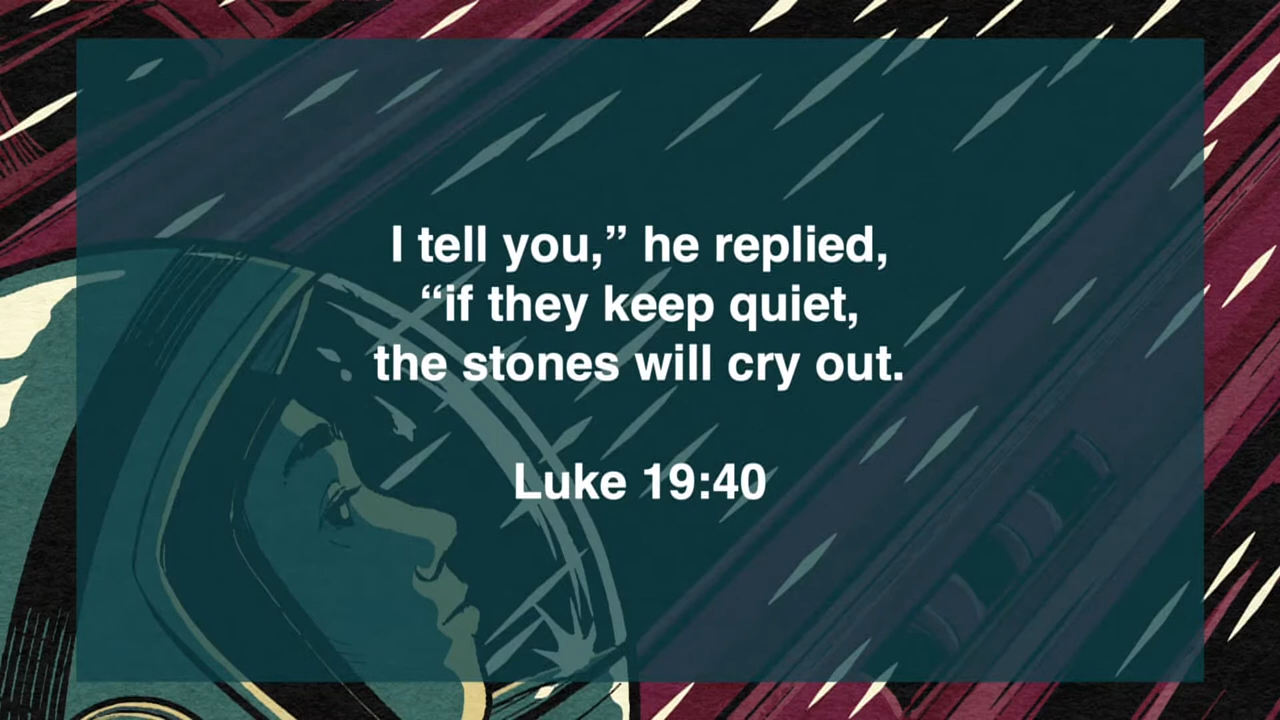 I tell you,” he replied,
“if they keep quiet,
the stones will cry out.
Luke 19:40